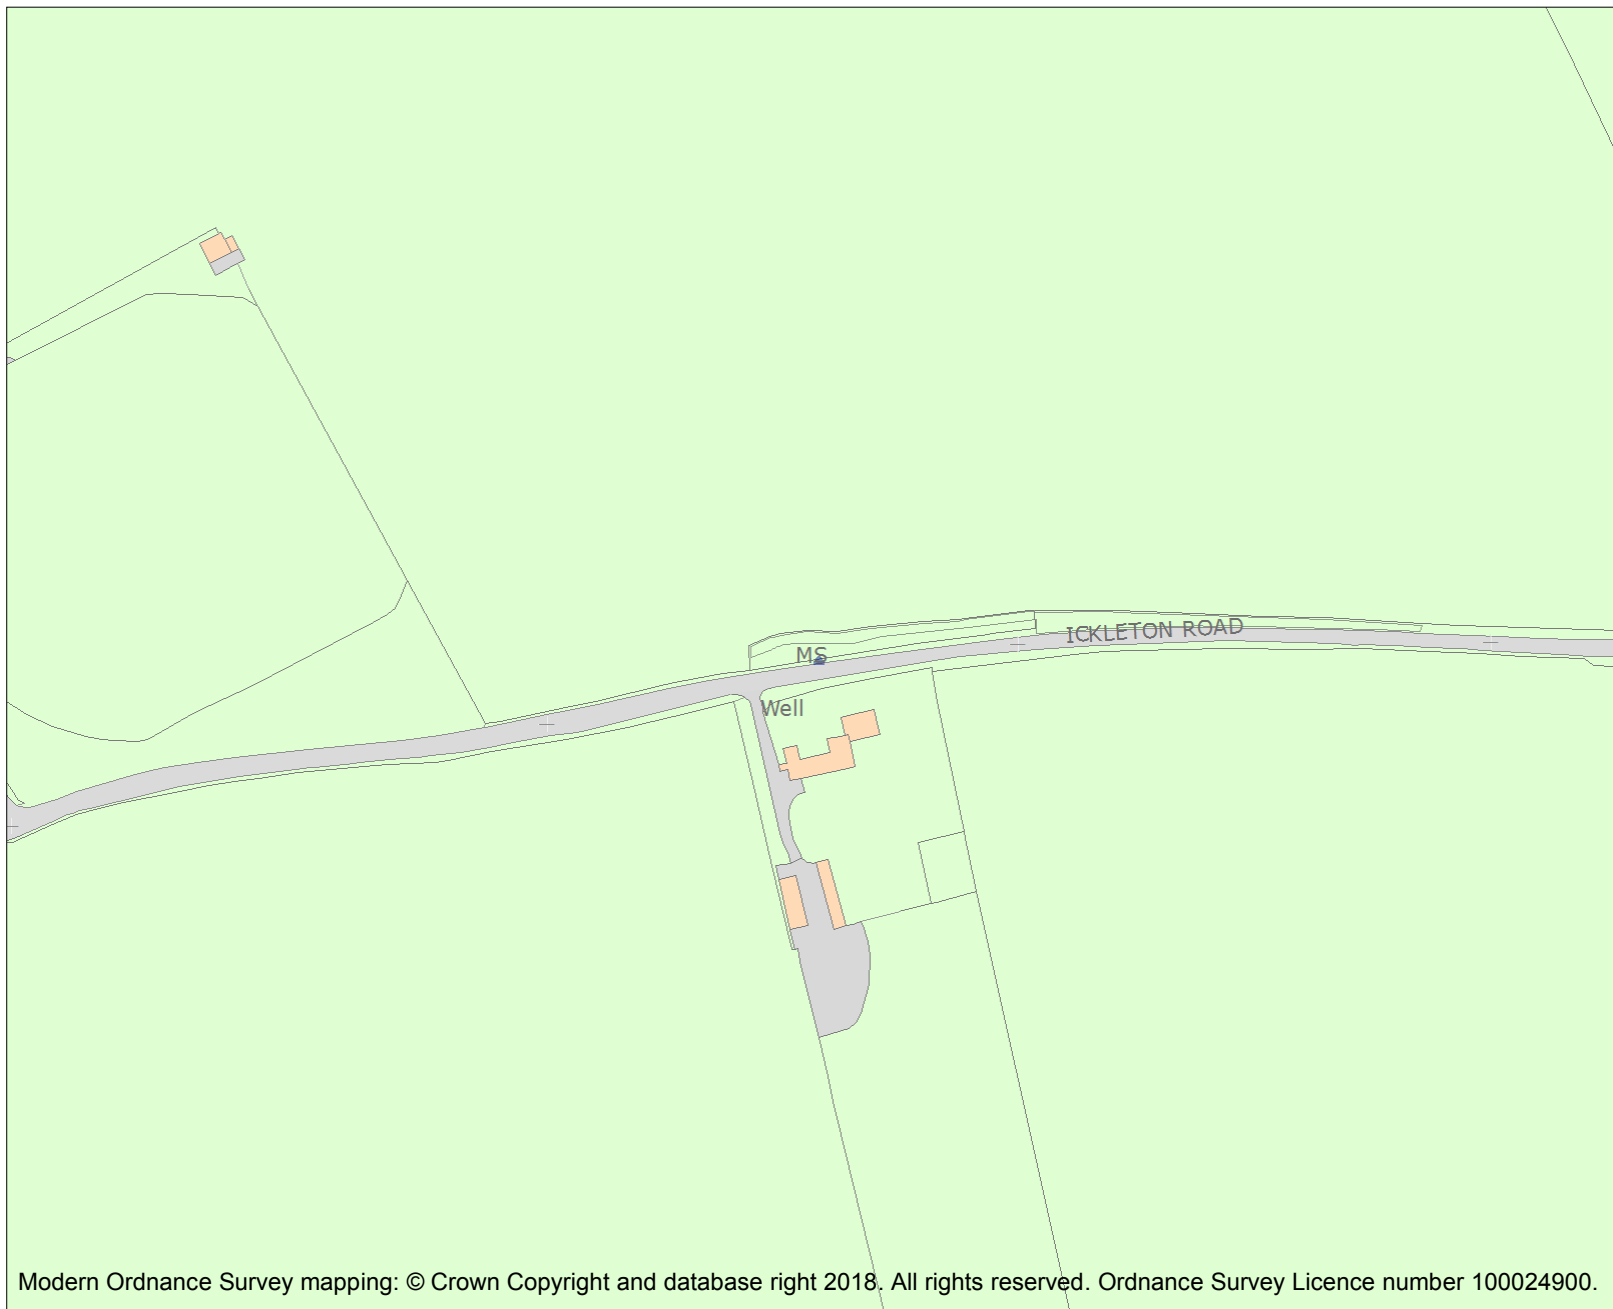 ICKLETON ROAD
MS
Well
Modern Ordnance Survey mapping: © Crown Copyright and database right 2018. All rights reserved. Ordnance Survey Licence number 100024900.